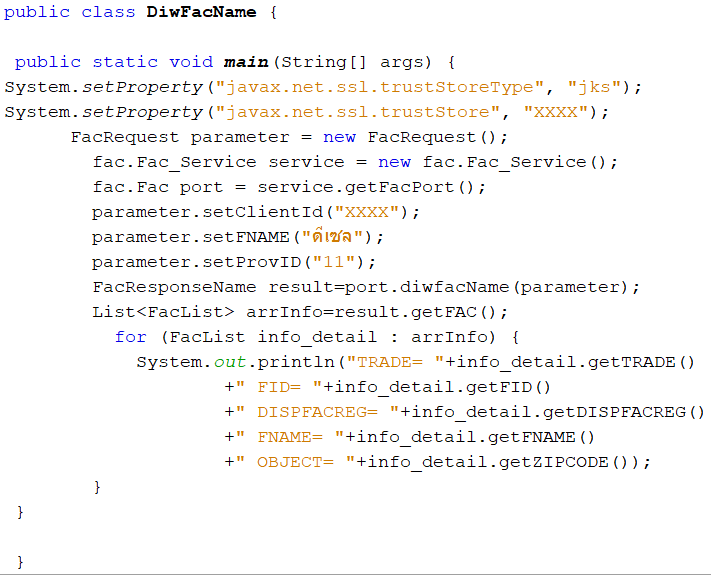 public class DiwFacName {
public static void main(String[] args) {
System.setProperty("javax.net.ssl.trustStoreType", "jks");
System.setProperty("javax.net.ssl.trustStore", "XXXX");
FacRequest parameter = new FacRequest();
fac.Fac_Service service = new fac.Fac_Service();
fac.Fac port = service.getFacPort();
parameter.setClientId("XXXX");
parameter.setFNAME("ดีเซล");
parameter.setProvID("11");
FacResponseName result=port.diwfacName(parameter);
List<FacList> arrInfo=result.getFAC();
for (FacList info_detail : arrInfo) {
System.out.println("TRADE= "+info_detail.getTRADE()
+" FID= "+info_detail.getFID()
+" DISPFACREG= "+info_detail.getDISPFACREG()
+" FNAME= "+info_detail.getFNAME()
+" OBJECT= "+info_detail.getZIPCODE());
}
}
}